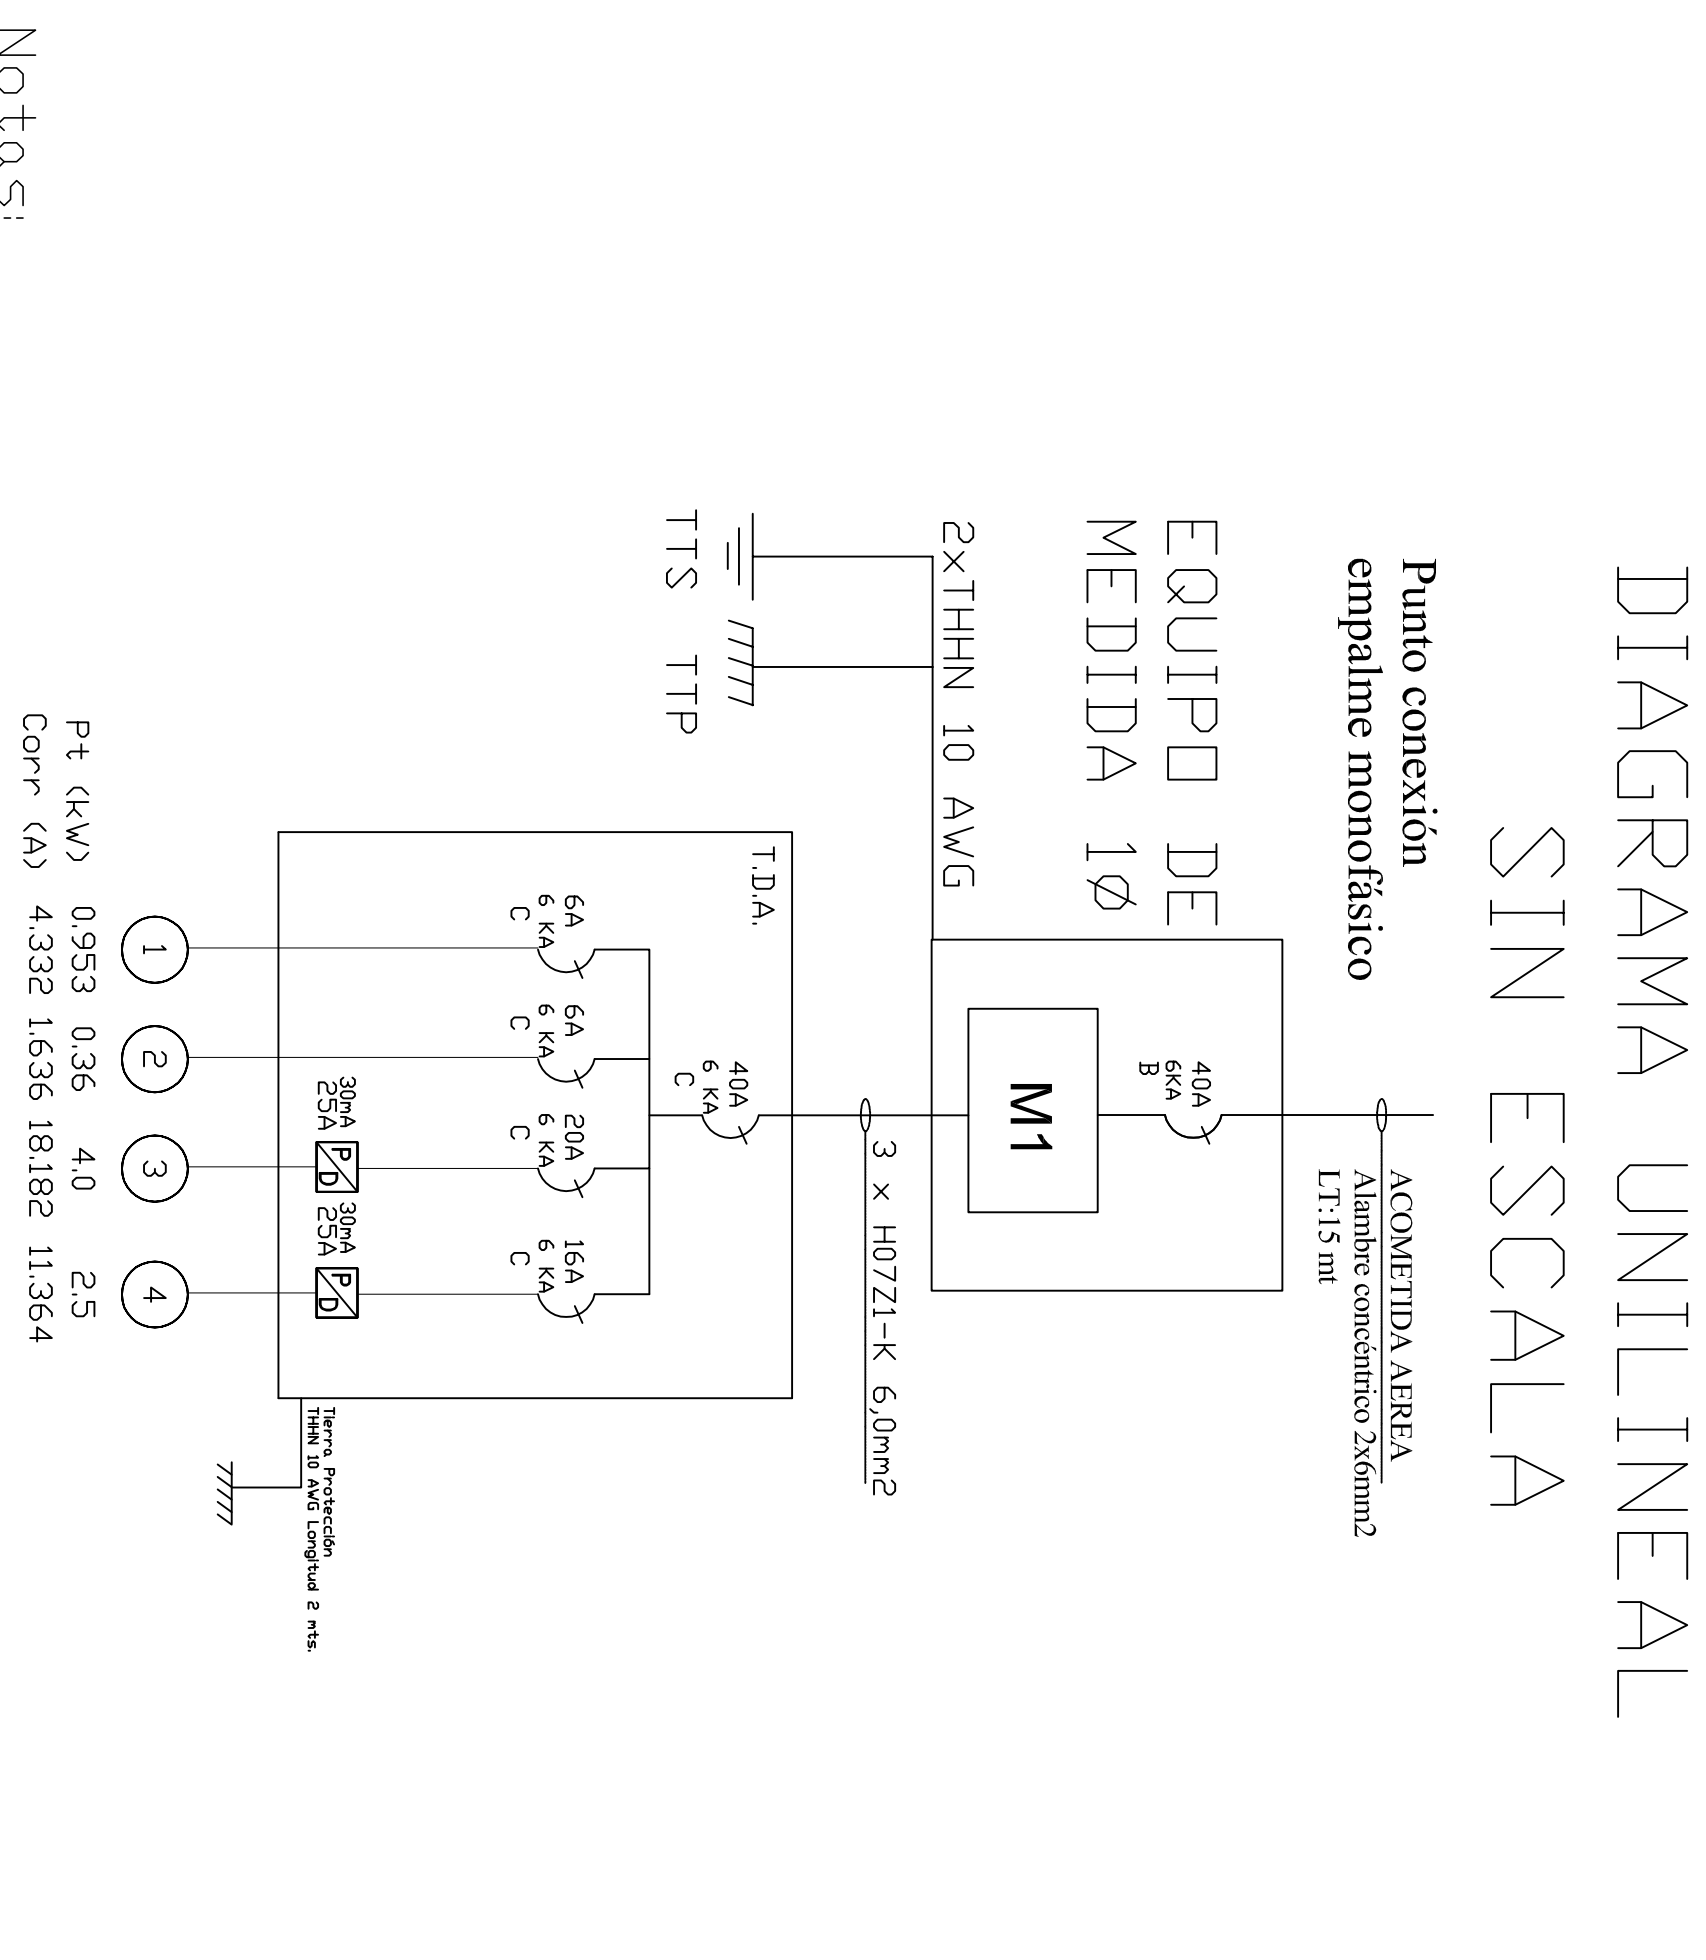 DIAGRAMA UNILINEAL
SIN ESCALA
Punto conexión
empalme monofásico
ACOMETIDA AEREA
Alambre concéntrico 2x6mm2
LT:15 mt
EQUIPO DE
MEDIDA 1Ø
40A
6KA
B
M1
2xTHHN 10 AWG
3 x H07Z1-K 6,0mm2
TTS TTP
T.D.A.
40A
6 KA
C
6A
6 KA
C
6A
6 KA
C
20A
6 KA
C
16A
6 KA
C
30mA
25A
P
D
30mA
25A
P
D
Tierra Protección
THHN 10 AWG Longitud 2 mts.
1 2 3 4
Pt (kW) 0.953 0.36 4.0 2.5
Corr (A) 4.332 1.636 18.182 11.364
Notas: